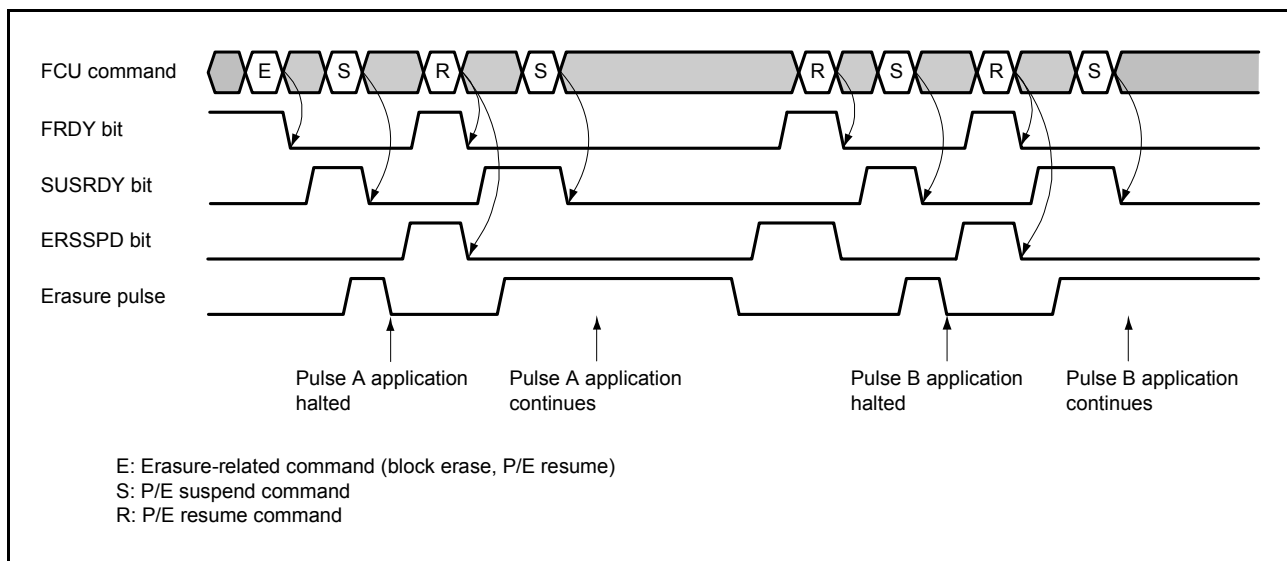 FCU command
E
S
R
S
R
S
R
S
FRDY bit
SUSRDY bit
ERSSPD bit
Erasure pulse
Pulse A application
halted
Pulse A application
continues
Pulse B application
halted
Pulse B application
continues
E: Erasure-related command (block erase, P/E resume)
S: P/E suspend command
R: P/E resume command